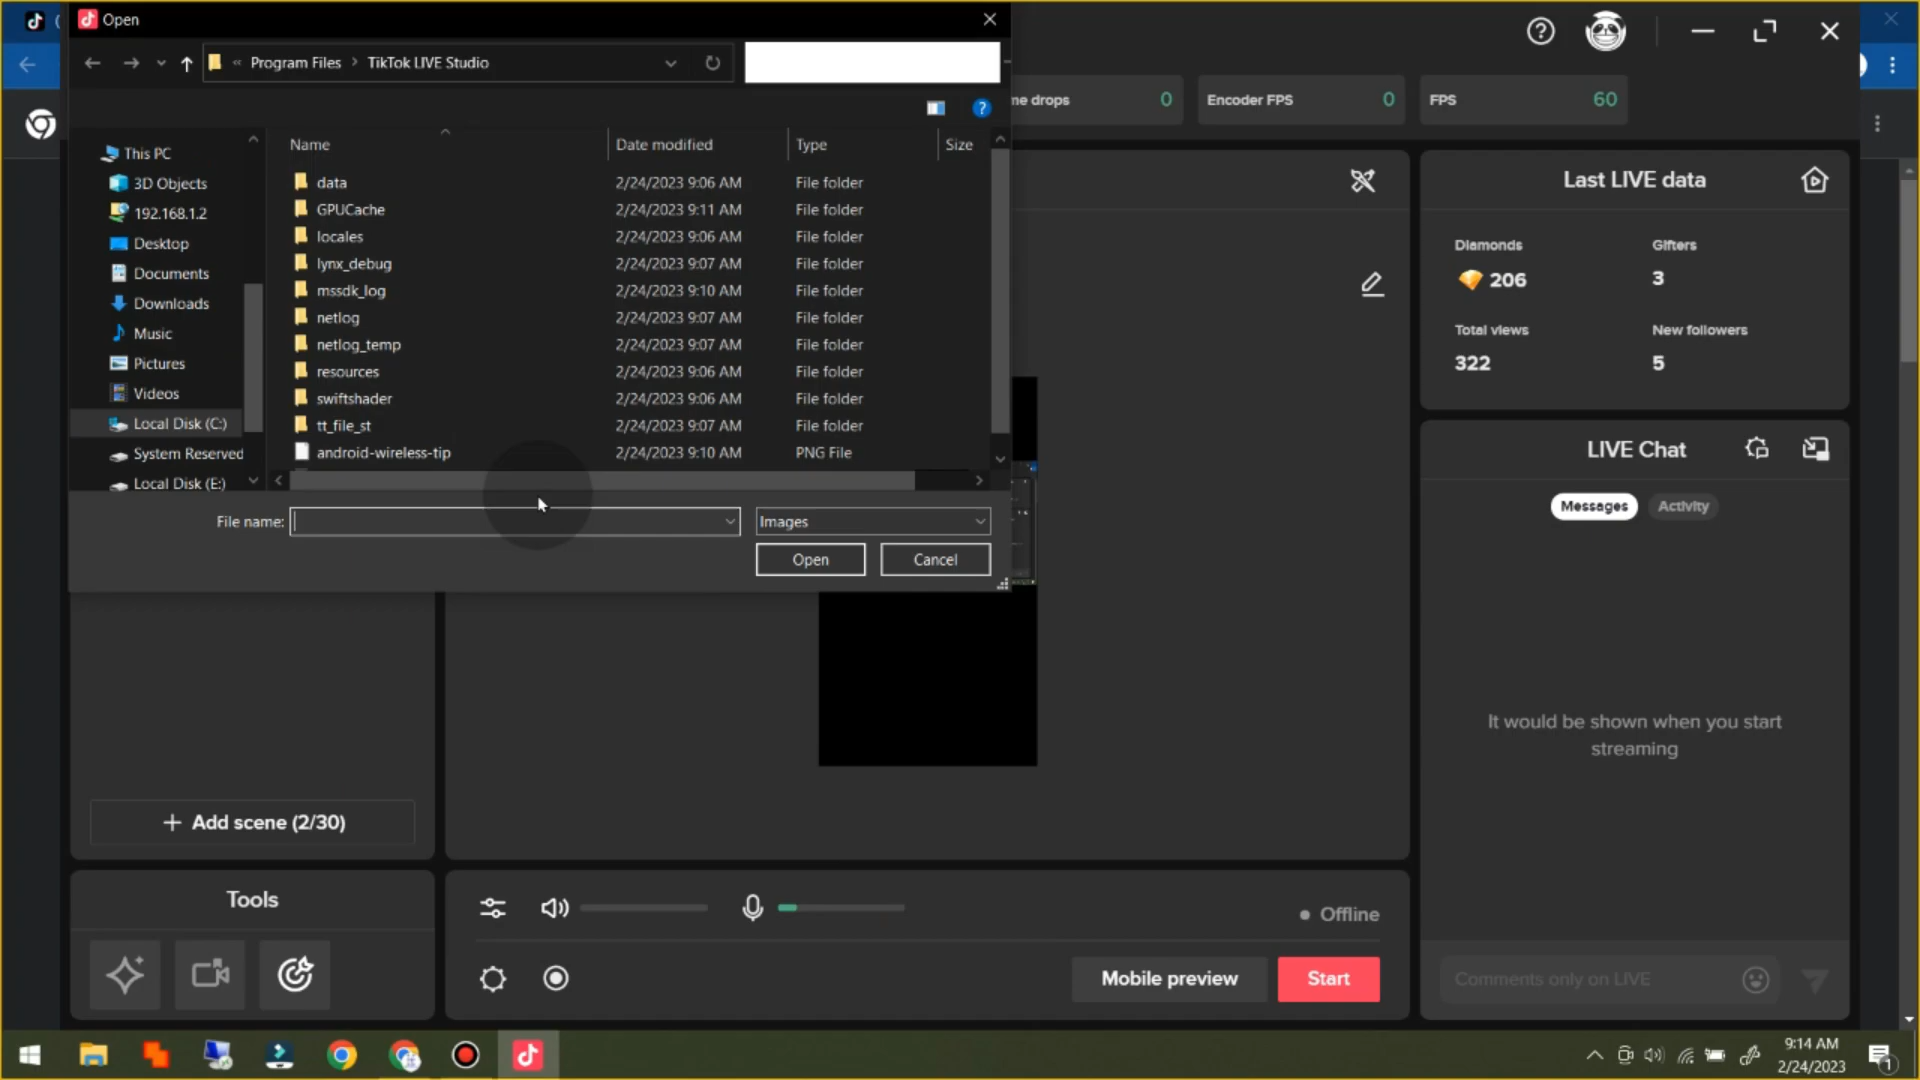 Open
Program Files
TikTok LIVE Studio
me drops 0
Encoder FPS 0
FPS 60
Name
Date modified
Type
Size
This PC
3D Objects
192.168.1.2
Desktop
Documents
Downloads
Music
Pictures
Videos
Local Disk (C:)
System Reserved
Local Disk (E:)
data 2/24/2023 9:06 AM File folder
GPUCache 2/24/2023 9:11 AM File folder
locales 2/24/2023 9:06 AM File folder
lynx_debug 2/24/2023 9:07 AM File folder
mssdk_log 2/24/2023 9:10 AM File folder
netlog 2/24/2023 9:07 AM File folder
netlog_temp 2/24/2023 9:07 AM File folder
resources 2/24/2023 9:06 AM File folder
swiftshader 2/24/2023 9:06 AM File folder
tt_file_st 2/24/2023 9:07 AM File folder
android-wireless-tip 2/24/2023 9:10 AM PNG File
File name:
Images
Open
Cancel
Last LIVE data
Diamonds
Gifters
206
3
Total views
New followers
322
5
LIVE Chat
Messages
Activity
It would be shown when you start
streaming
Comments only on LIVE
+ Add scene (2/30)
Tools
Offline
Mobile preview
Start
9:14 AM
2/24/2023
1